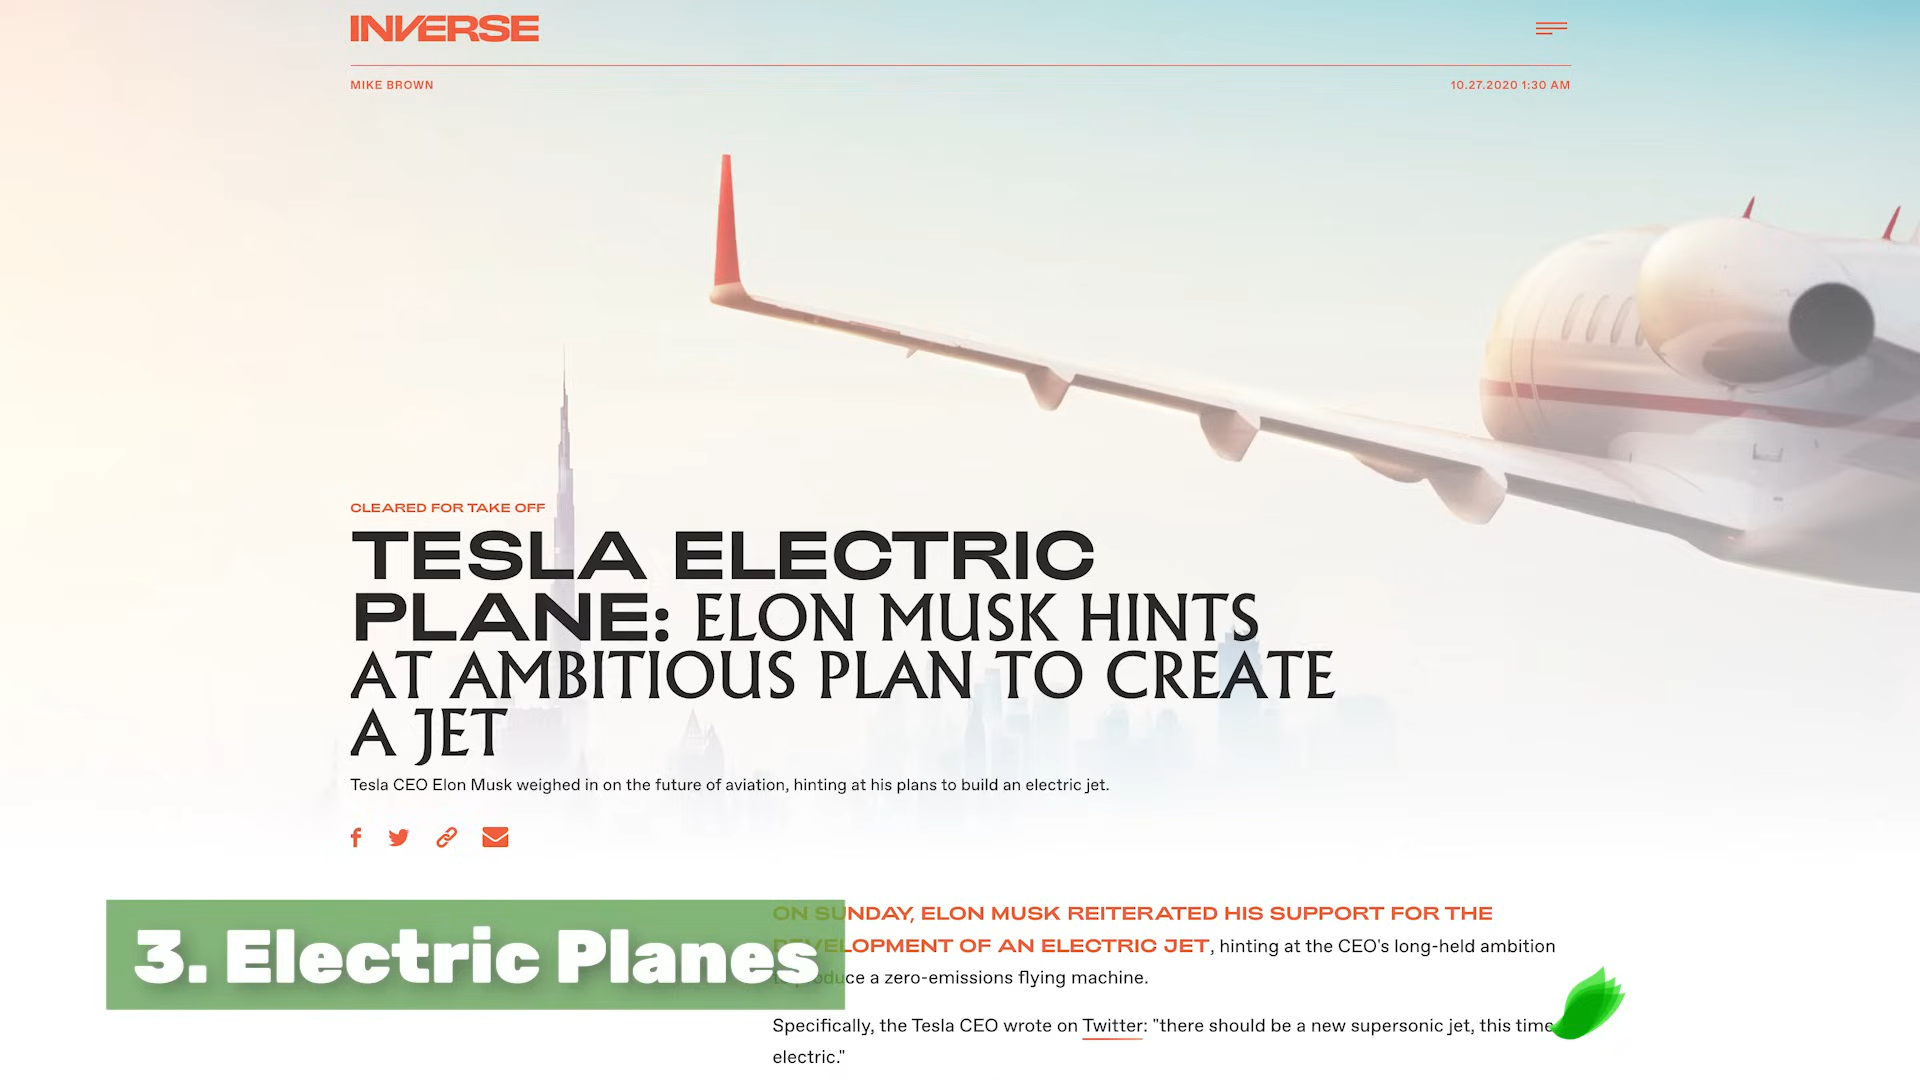 INVERSE
MIKE BROWN
10.27.2020 1:30 AM
CLEARED FOR TAKE OFF
TESLA ELECTRIC
PLANE: ELON MUSK HINTS
AT AMBITIOUS PLAN TO CREATE
A JET
Tesla CEO Elon Musk weighed in on the future of aviation, hinting at his plans to build an electric jet.
3. Electric Planes
ON SUNDAY, ELON MUSK REITERATED HIS SUPPORT FOR THE
DEVELOPMENT OF AN ELECTRIC JET, hinting at the CEO's long-held ambition
to produce a zero-emissions flying machine.
Specifically, the Tesla CEO wrote on Twitter: "there should be a new supersonic jet, this time
electric."